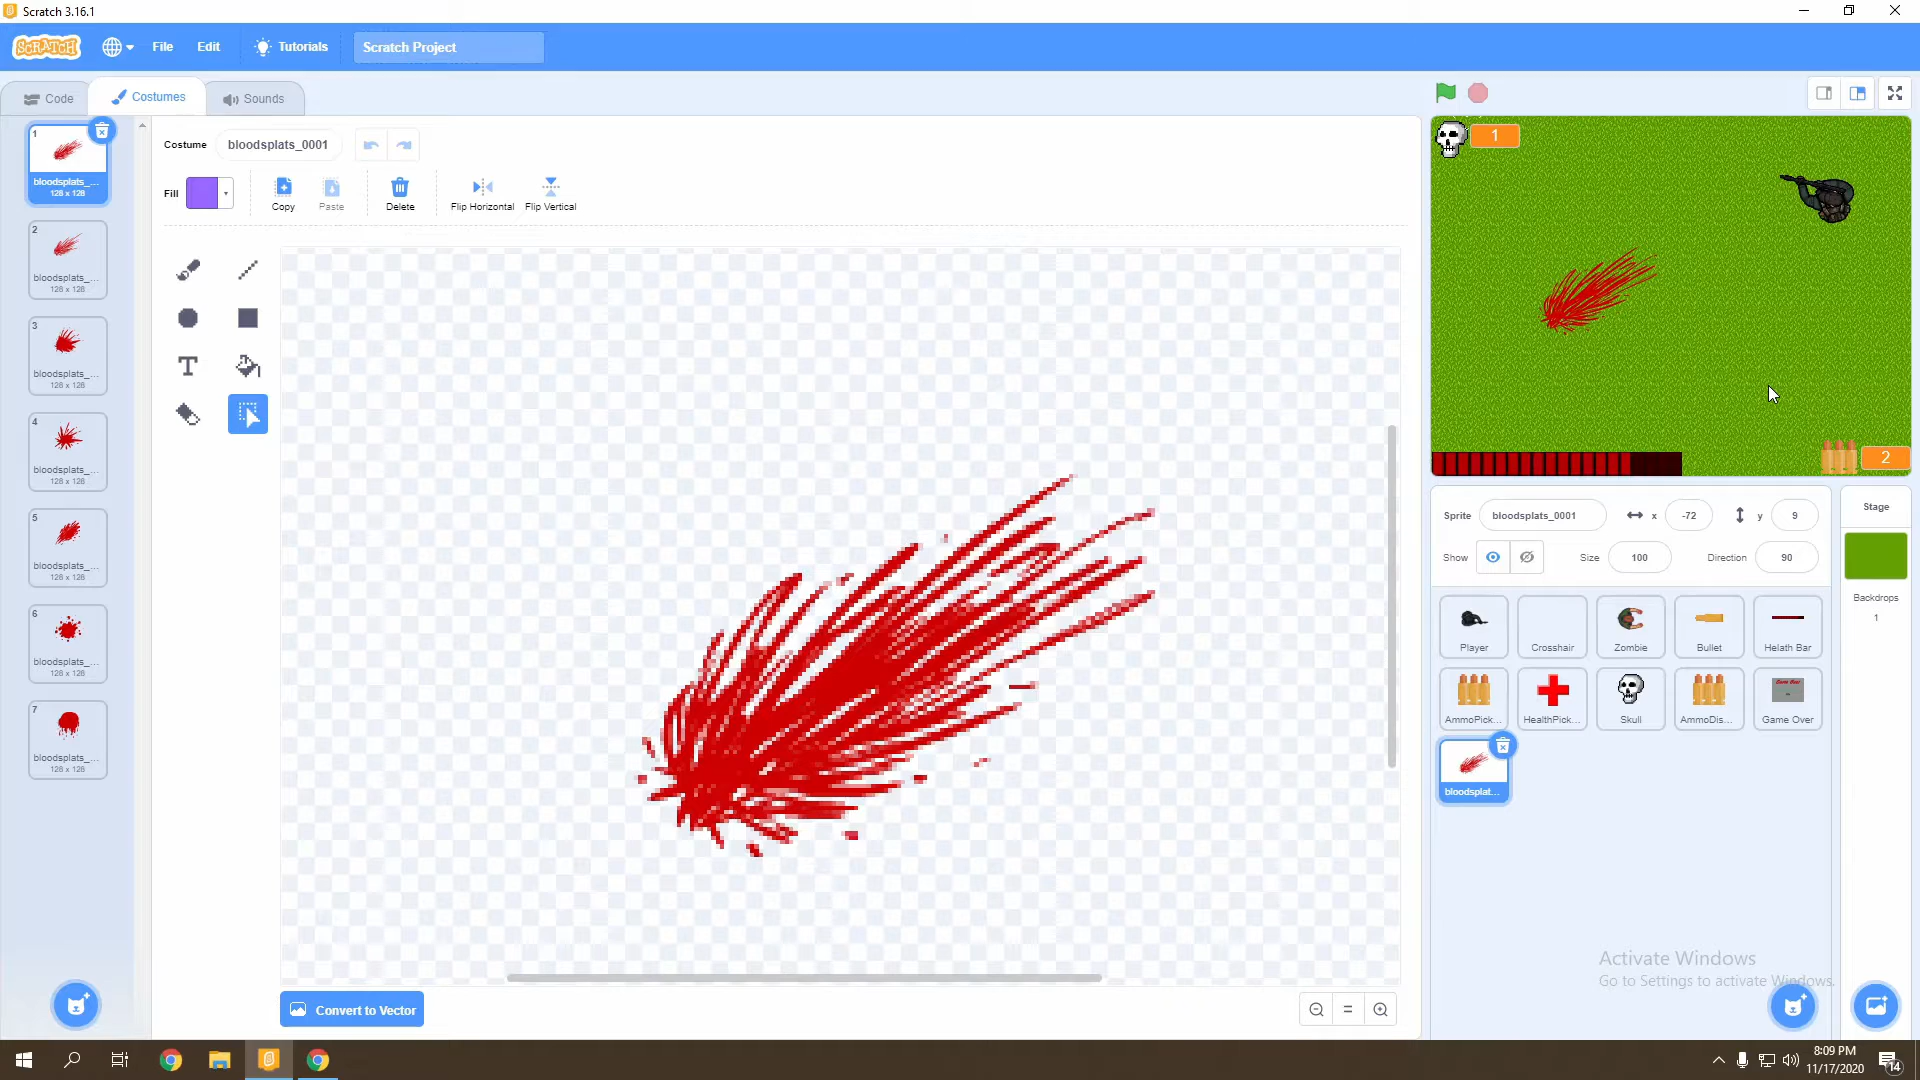 Scratch 3.16.1
SCRATCH
File
Edit
Tutorials
Scratch Project
Code
Costumes
Sounds
1
bloodsplats_...
128 x 128
2
bloodsplats_...
128 x 128
3
bloodsplats_...
128 x 128
4
bloodsplats_...
128 x 128
5
bloodsplats_...
128 x 128
6
bloodsplats_...
128 x 128
7
bloodsplats_...
128 x 128
Costume
bloodsplats_0001
Fill
Copy
Paste
Delete
Flip Horizontal
Flip Vertical
T
Convert to Vector
1
2
Sprite
bloodsplats_0001
x
-72
y
9
Show
Size
100
Direction
90
Player
Crosshair
Zombie
Bullet
Helath Bar
AmmoPick...
HealthPick...
Skull
AmmoDis...
Game Over
bloodsplat...
Stage
Backdrops
1
Activate Windows
Go to Settings to activate Windows.
8:09 PM
11/17/2020
14